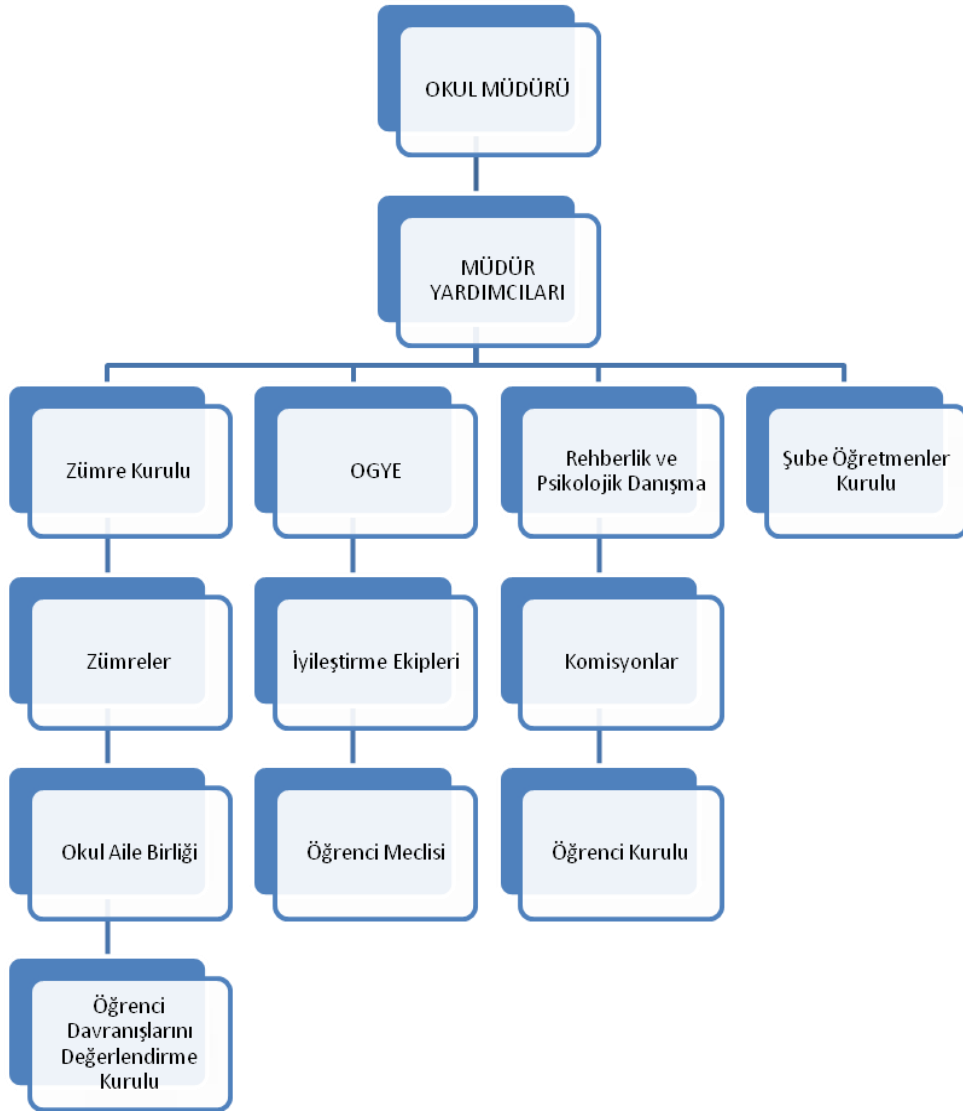 OKUL MÜDÜRÜ
MÜDÜR
YARDIMCILARI
Zümre Kurulu
OGYE
Rehberlik ve
Psikolojik Danışma
Şube Öğretmenler
Kurulu
Zümreler
İyileştirme Ekipleri
Komisyonlar
Okul Aile Birliği
Öğrenci Meclisi
Öğrenci Kurulu
Öğrenci
Davranışlarını
Değerlendirme
Kurulu